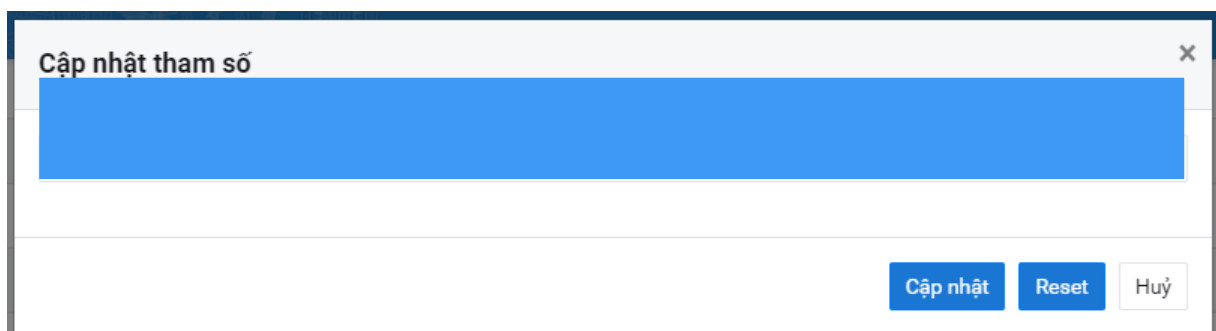 Cập nhật tham số
×
Cập nhật Reset Huỷ